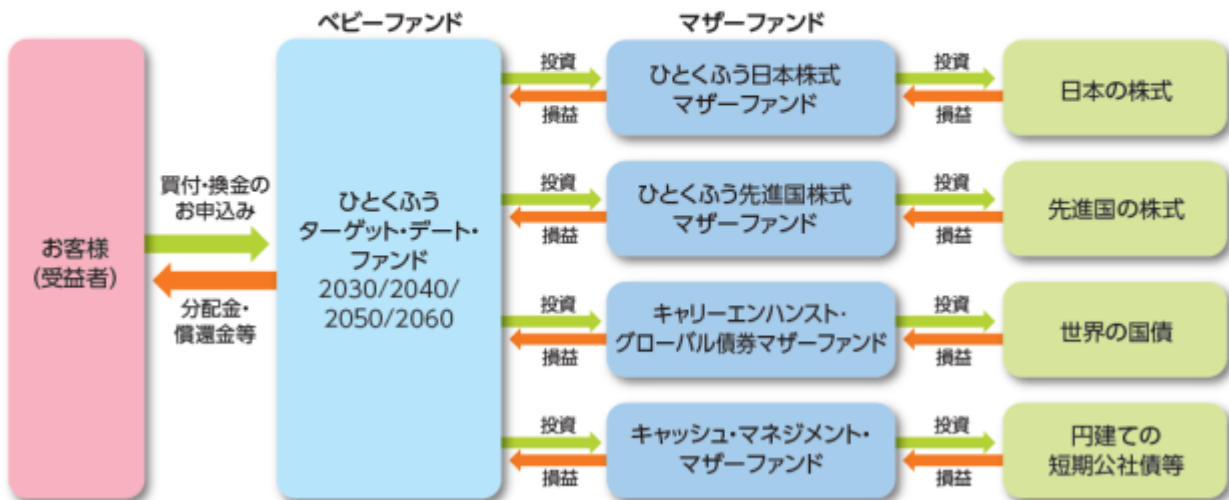 ベビーファンド
マザーファンド
お客様
(受益者)
買付・換金の
お申込み
分配金・
償還金等
ひとくふう
ターゲット・デート・
ファンド
2030/2040/
2050/2060
投資
損益
ひとくふう日本株式
マザーファンド
投資
損益
日本の株式
投資
損益
ひとくふう先進国株式
マザーファンド
投資
損益
先進国の株式
投資
損益
キャリーエンハンスト・
グローバル債券マザーファンド
投資
損益
世界の国債
投資
損益
キャッシュ・マネジメント・
マザーファンド
投資
損益
円建ての
短期公社債等